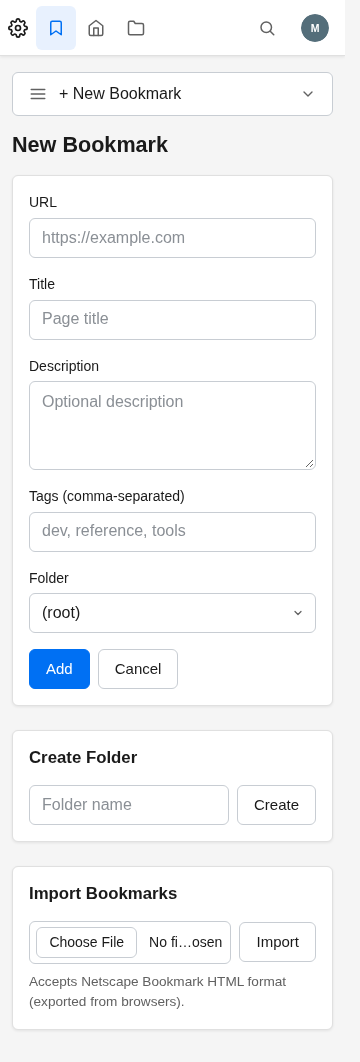 M
+ New Bookmark
New Bookmark
URL
https://example.com
Title
Page title
Description
Optional description
Tags (comma-separated)
dev, reference, tools
Folder
(root)
Add Cancel
Create Folder
Folder name Create
Import Bookmarks
Choose File No fi…osen Import
Accepts Netscape Bookmark HTML format
(exported from browsers).